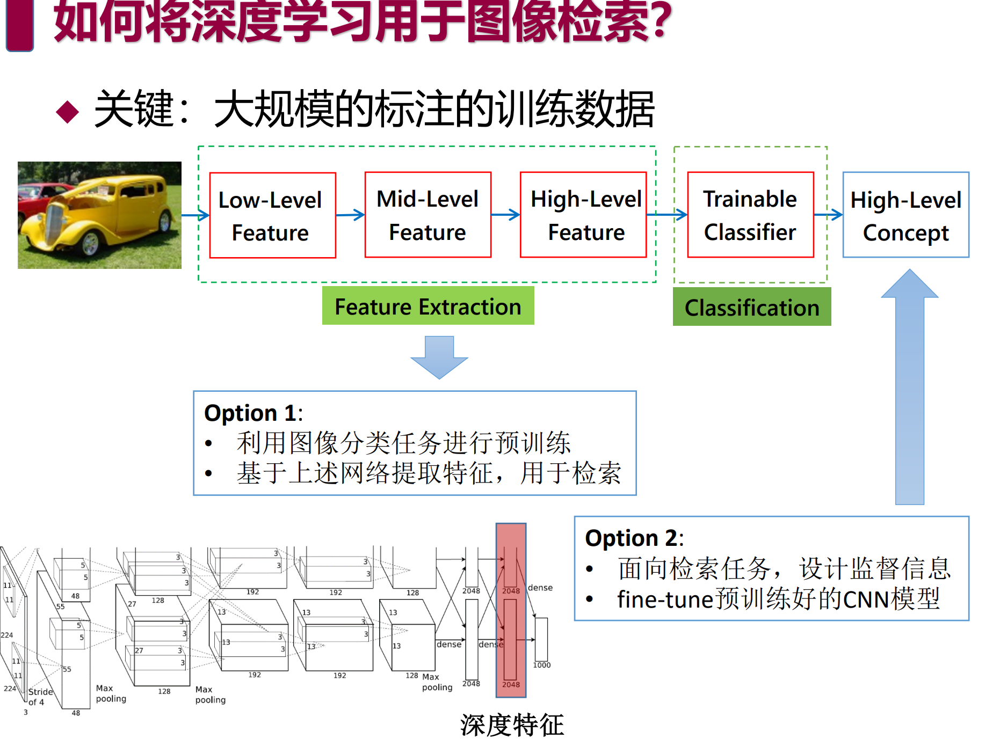 如何将深度学习用于图像检索?
关键：大规模的标注的训练数据
Low-Level
Feature
Mid-Level
Feature
High-Level
Feature
Trainable
Classifier
High-Level
Concept
Feature Extraction
Classification
Option 1:
• 利用图像分类任务进行预训练
• 基于上述网络提取特征，用于检索
Option 2:
• 面向检索任务，设计监督信息
• fine-tune预训练好的CNN模型
11
11
5
5
48
55
3
3
3
27
128
3
3
192
13
3
3
192
13
128
13
2048
2048
dense
224
5
5
11
11
224
Stride
of 4
3
55
48
Max
pooling
3
3
27
3
3
128
Max
pooling
13
3
3
192
3
3
13
192
13
128
Max
pooling
dense
dense
2048
2048
1000
深度特征